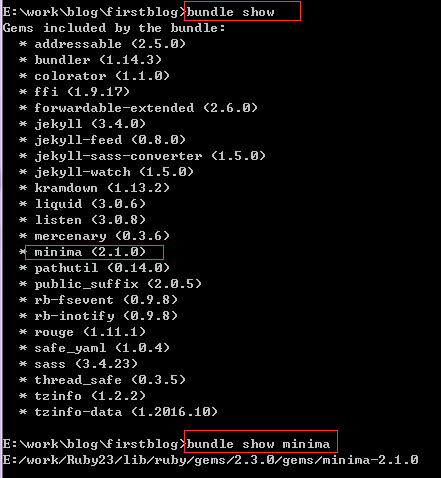 E:\work\blog\firstblog>bundle show
Gems included by the bundle:
* addressable (2.5.0)
* bundler (1.14.3)
* colorator (1.1.0)
* ffi (1.9.17)
* forwardable-extended (2.6.0)
* jekyll (3.4.0)
* jekyll-feed (0.8.0)
* jekyll-sass-converter (1.5.0)
* jekyll-watch (1.5.0)
* kramdown (1.13.2)
* liquid (3.0.6)
* listen (3.0.8)
* mercenary (0.3.6)
* minima (2.1.0)
* pathutil (0.14.0)
* public_suffix (2.0.5)
* rb-fsevent (0.9.8)
* rb-inotify (0.9.8)
* rouge (1.11.1)
* safe_yaml (1.0.4)
* sass (3.4.23)
* thread_safe (0.3.5)
* tzinfo (1.2.2)
* tzinfo-data (1.2016.10)
E:\work\blog\firstblog>bundle show minima
E:/work/Ruby23/lib/ruby/gems/2.3.0/gems/minima-2.1.0